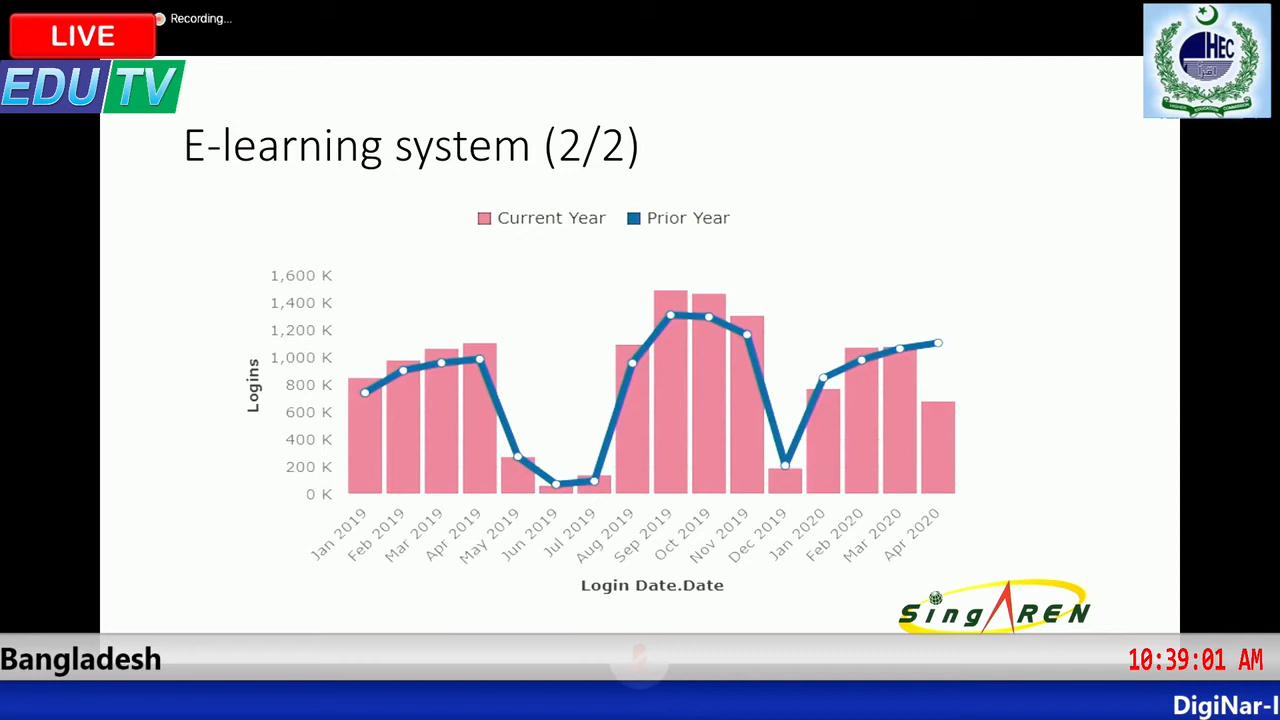 Recording...
LIVE
EDU TV
HEC
HIGHER EDUCATION COMMISSION
E-learning system (2/2)
Current Year
Prior Year
1,600 K
1,400 K
1,200 K
1,000 K
800 K
600 K
400 K
200 K
0 K
Logins
Jan 2019
Feb 2019
Mar 2019
Apr 2019
May 2019
Jun 2019
Jul 2019
Aug 2019
Sep 2019
Oct 2019
Nov 2019
Dec 2019
Jan 2020
Feb 2020
Mar 2020
Apr 2020
Login Date.Date
SingAREN
Bangladesh
10:39:01 AM
DigiNar-I